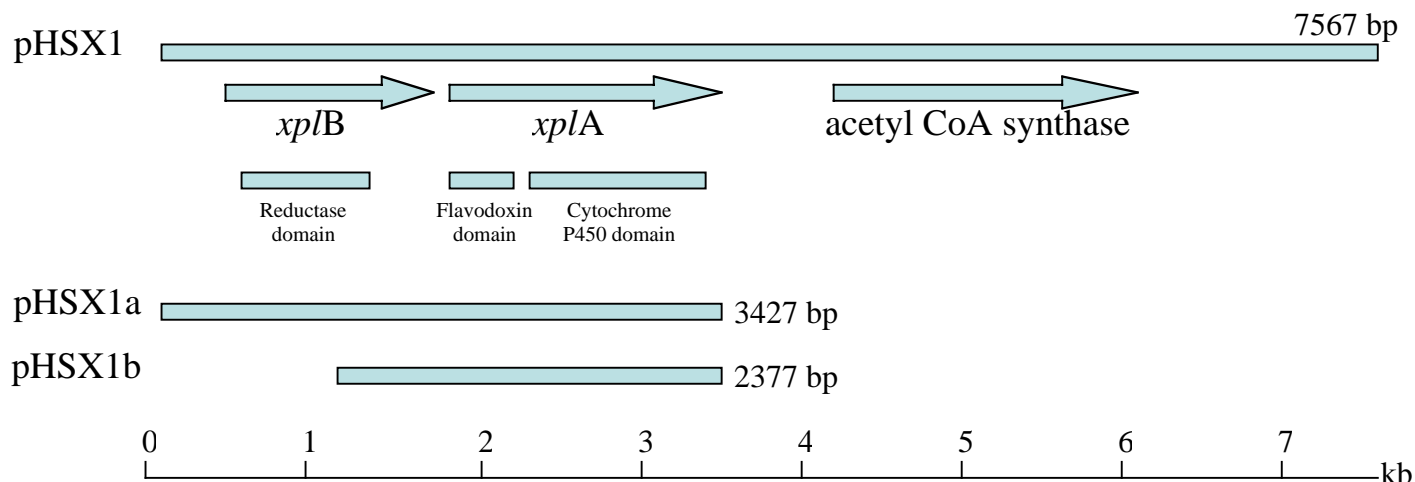 pHSX1
7567 bp
xplB
xplA
acetyl CoA synthase
Reductase
domain
Flavodoxin
domain
Cytochrome
P450 domain
pHSX1a
3427 bp
pHSX1b
2377 bp
0 1 2 3 4 5 6 7
kb